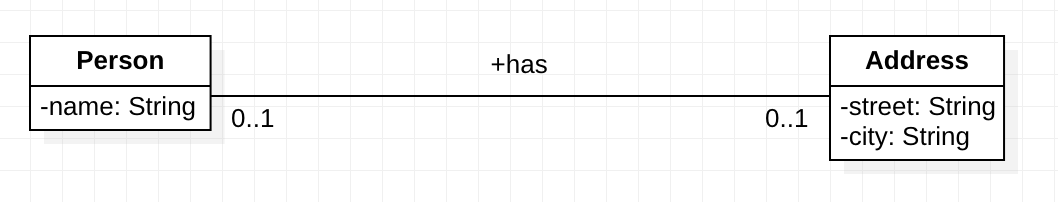 Person
-name: String
+has
0..1
0..1
Address
-street: String
-city: String